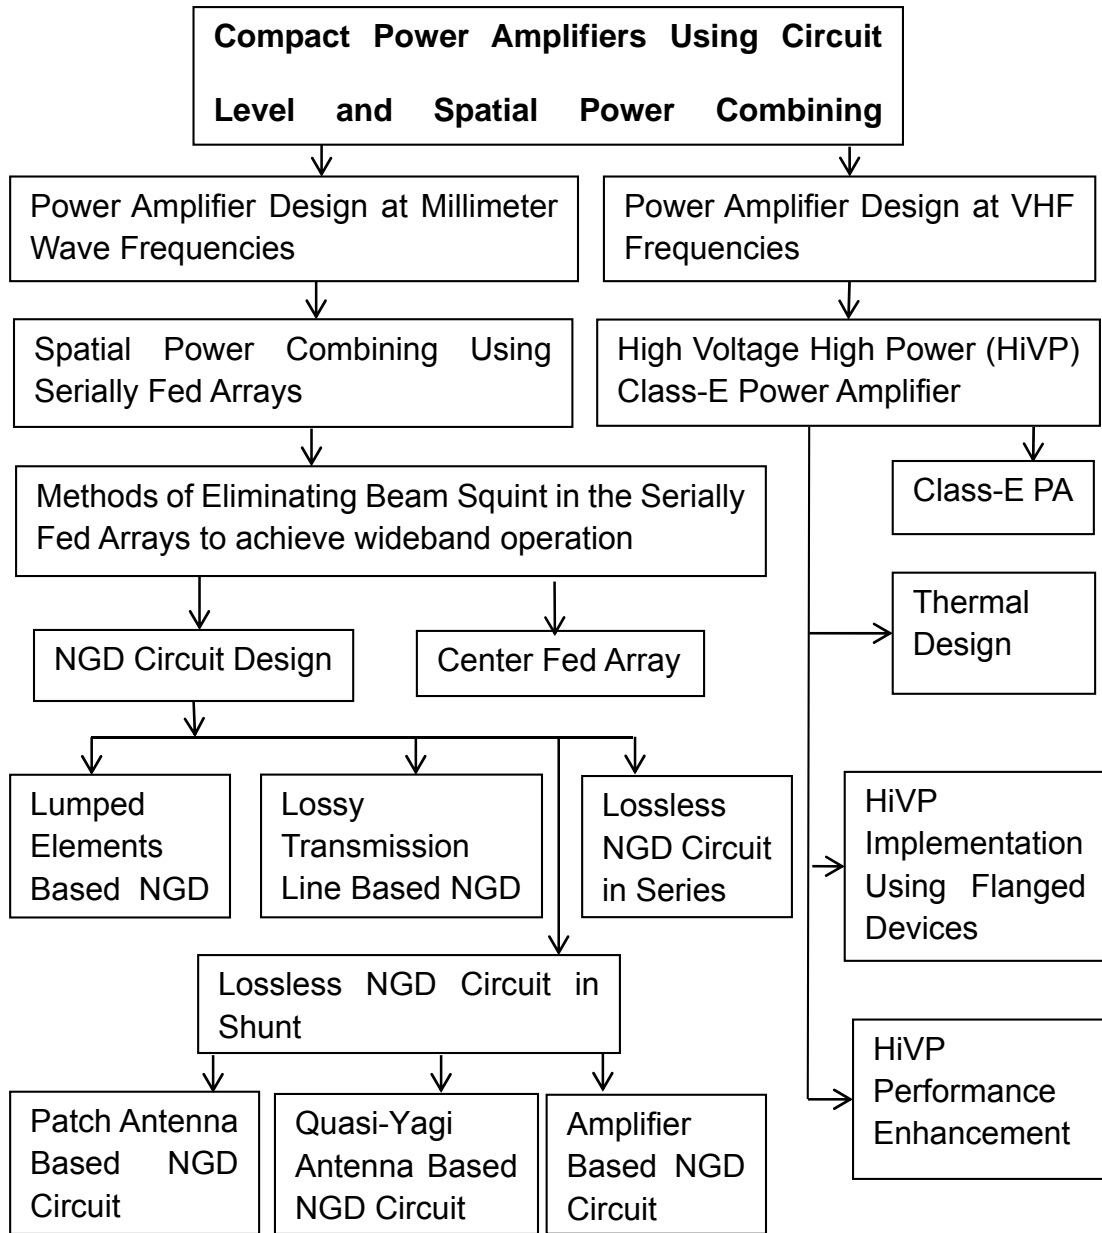 Compact Power Amplifiers Using Circuit
Level and Spatial Power Combining
Power Amplifier Design at Millimeter
Wave Frequencies
Power Amplifier Design at VHF
Frequencies
Spatial Power Combining Using
Serially Fed Arrays
High Voltage High Power (HiVP)
Class-E Power Amplifier
Methods of Eliminating Beam Squint in the Serially
Fed Arrays to achieve wideband operation
Class-E PA
Thermal
Design
NGD Circuit Design
Center Fed Array
Lumped
Elements
Based NGD
Lossy
Transmission
Line Based NGD
Lossless
NGD Circuit
in Series
HiVP
Implementation
Using Flanged
Devices
Lossless NGD Circuit in
Shunt
HiVP
Performance
Enhancement
Patch Antenna
Based NGD
Circuit
Quasi-Yagi
Antenna Based
NGD Circuit
Amplifier
Based NGD
Circuit